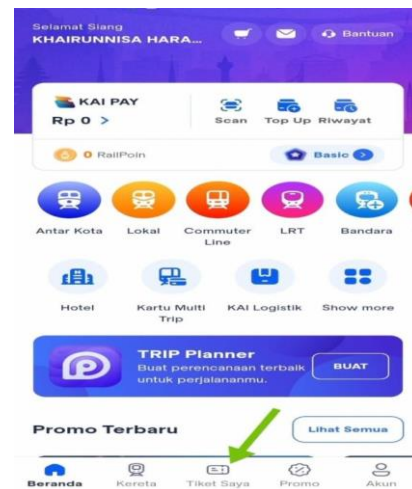 Selamat Siang
KHAIRUNNISA HARA...
Bantuan
KAI PAY
Rp 0 >
Scan Top Up Riwayat
0 RailPoin
Basic
Antar Kota Lokal Commuter Line LRT Bandara
Hotel Kartu Multi Trip KAI Logistik Show more
TRIP Planner
Buat perencanaan terbaik
untuk perjalananmu.
BUAT
Promo Terbaru
Lihat Semua
Beranda Kereta Tiket Saya Promo Akun